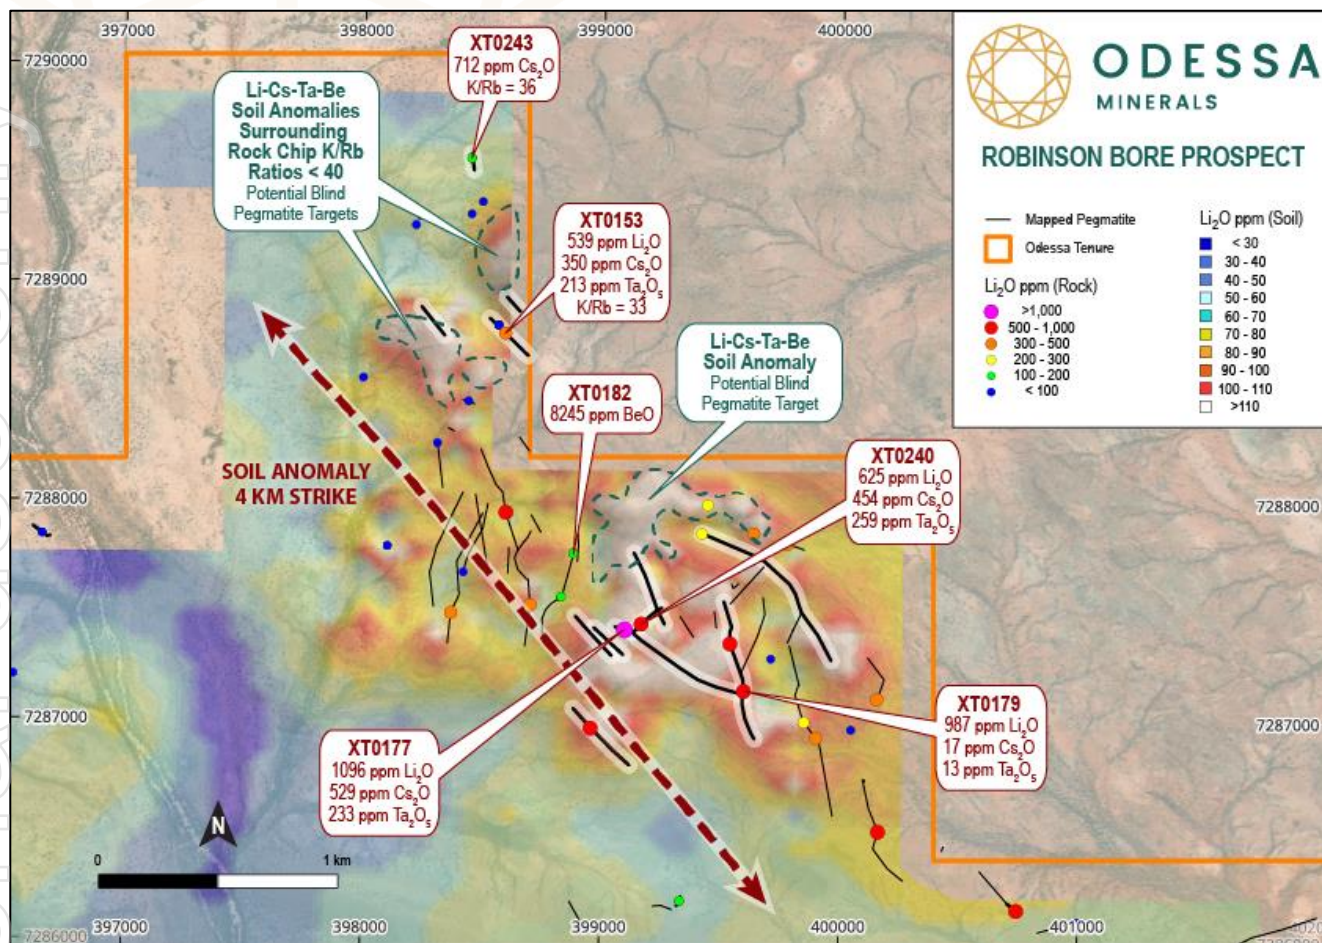 397000
398000
399000
400000
7290000
7289000
7288000
7287000
7286000
XT0243
712 ppm Cs₂O
K/Rb = 36
Li-Cs-Ta-Be
Soil Anomalies
Surrounding
Rock Chip K/Rb
Ratios < 40
Potential Blind
Pegmatite Targets
XT0153
539 ppm Li₂O
350 ppm Cs₂O
213 ppm Ta₂O₅
K/Rb = 33
Li-Cs-Ta-Be
Soil Anomaly
Potential Blind
Pegmatite Target
XT0182
8245 ppm BeO
SOIL ANOMALY
4 KM STRIKE
XT0240
625 ppm Li₂O
454 ppm Cs₂O
259 ppm Ta₂O₅
XT0177
1096 ppm Li₂O
529 ppm Cs₂O
233 ppm Ta₂O₅
XT0179
987 ppm Li₂O
17 ppm Cs₂O
13 ppm Ta₂O₅
7288000
7287000
N
0
1 km
397000
398000
399000
400000
401000
ODESSA
MINERALS
ROBINSON BORE PROSPECT
Mapped Pegmatite
Odessa Tenure
Li₂O ppm (Rock)
>1,000
500 - 1,000
300 - 500
200 - 300
100 - 200
< 100
Li₂O ppm (Soil)
< 30
30 - 40
40 - 50
50 - 60
60 - 70
70 - 80
80 - 90
90 - 100
100 - 110
>110